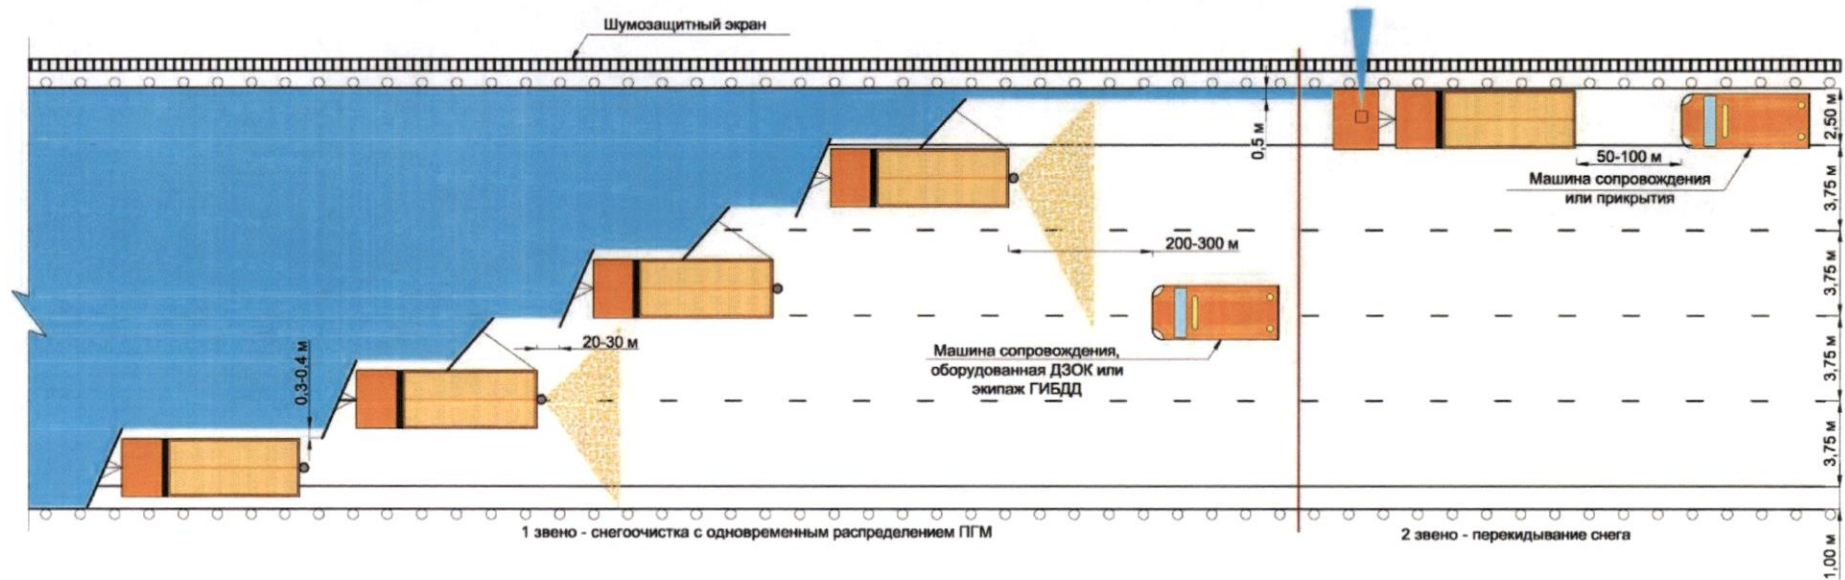 Шумозащитный экран
0,5 м
2,50 м
50-100 м
Машина сопровождения
или прикрытия
3,75 м
200-300 м
3,75 м
20-30 м
Машина сопровождения,
оборудованная ДЗОК или
экипаж ГИБДД
0,3-0,4 м
3,75 м
3,75 м
1 звено - снегоочистка с одновременным распределением ПГМ
2 звено - перекидывание снега
1,00 м